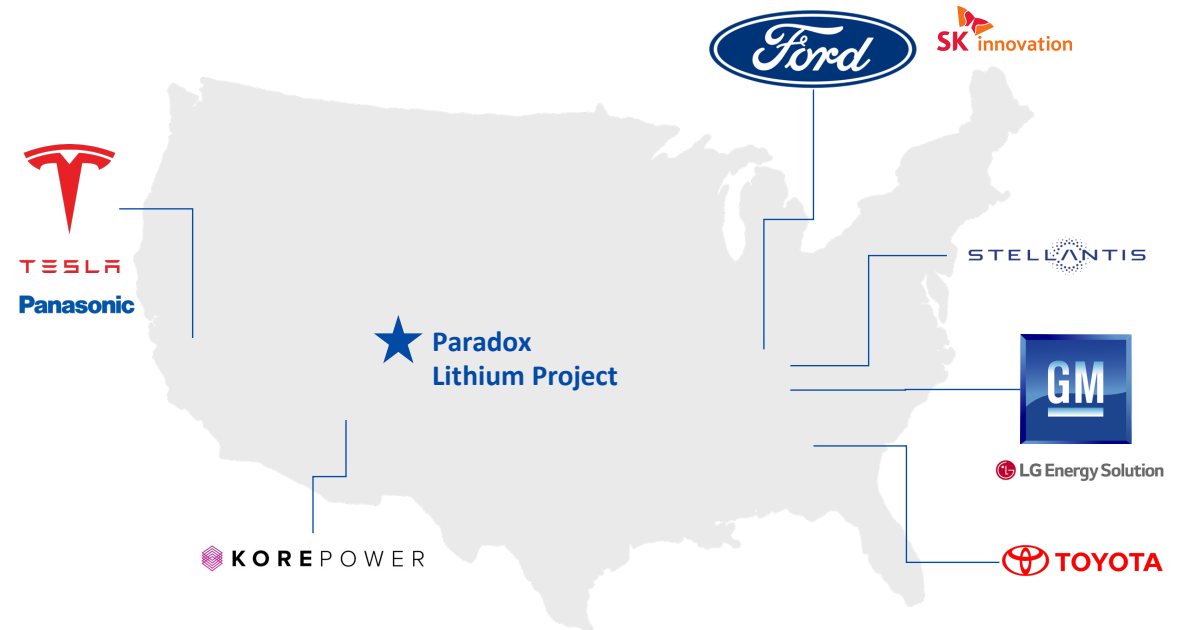 Ford
SK innovation
TESLA
Panasonic
STELLANTIS
Paradox
Lithium Project
GM
LG Energy Solution
KOREPOWER
TOYOTA